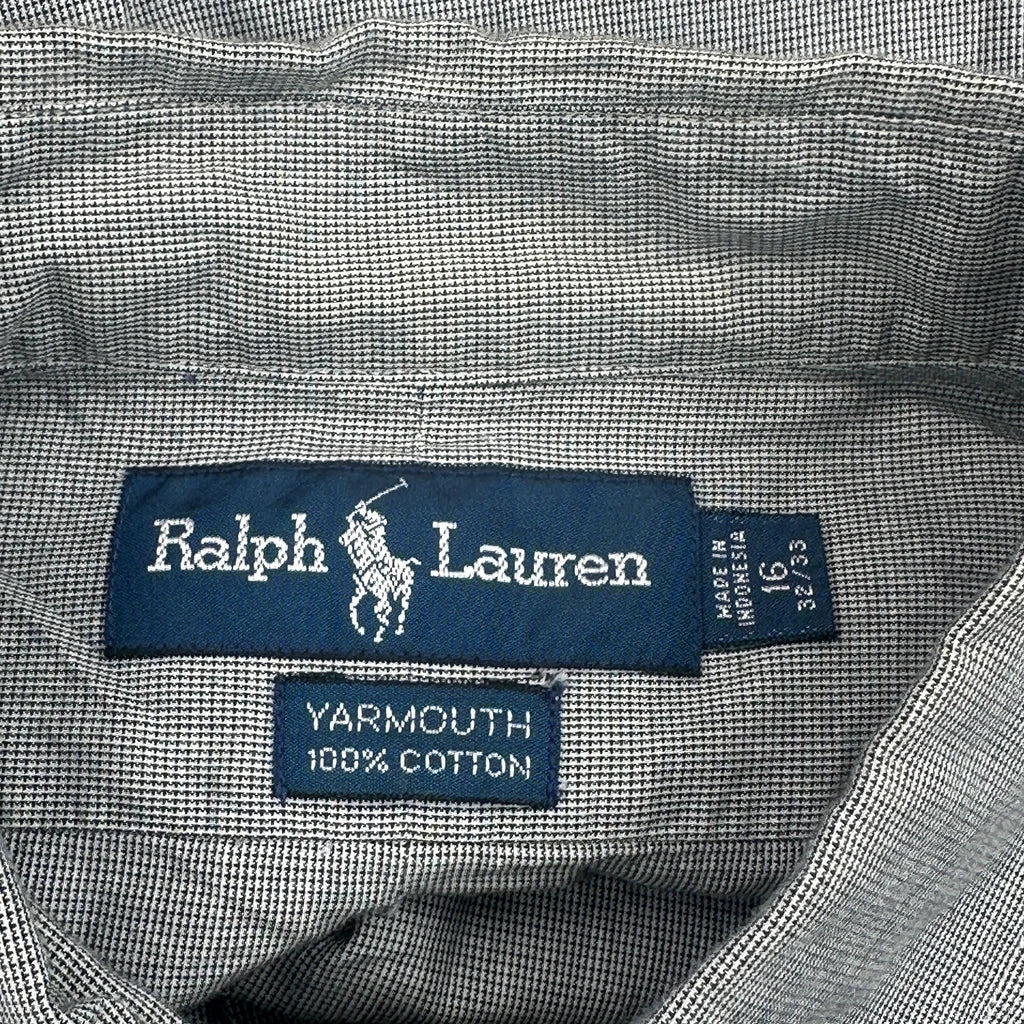 Ralph Lauren
MADE IN
INDONESIA
16
32/33
YARMOUTH
100% COTTON